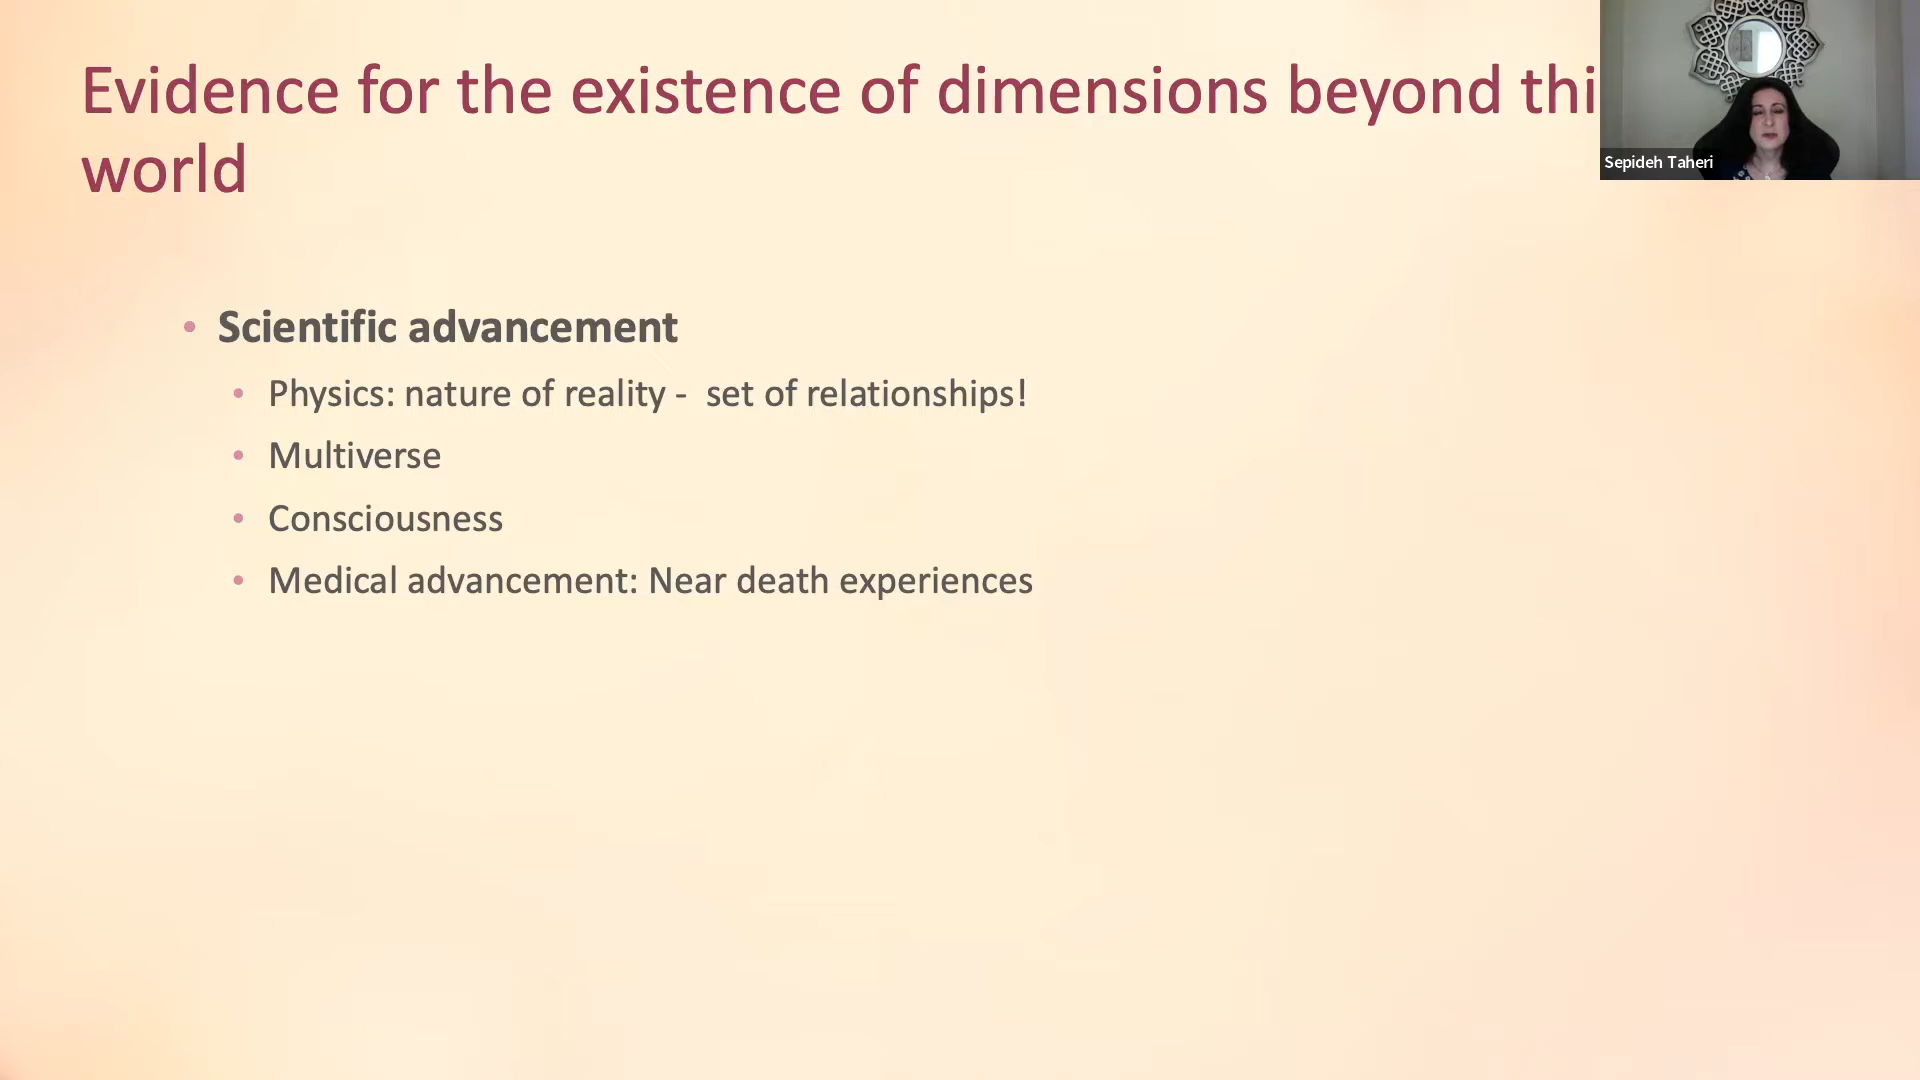 Evidence for the existence of dimensions beyond thi
world
Sepideh Taheri
• Scientific advancement
• Physics: nature of reality - set of relationships!
• Multiverse
• Consciousness
• Medical advancement: Near death experiences